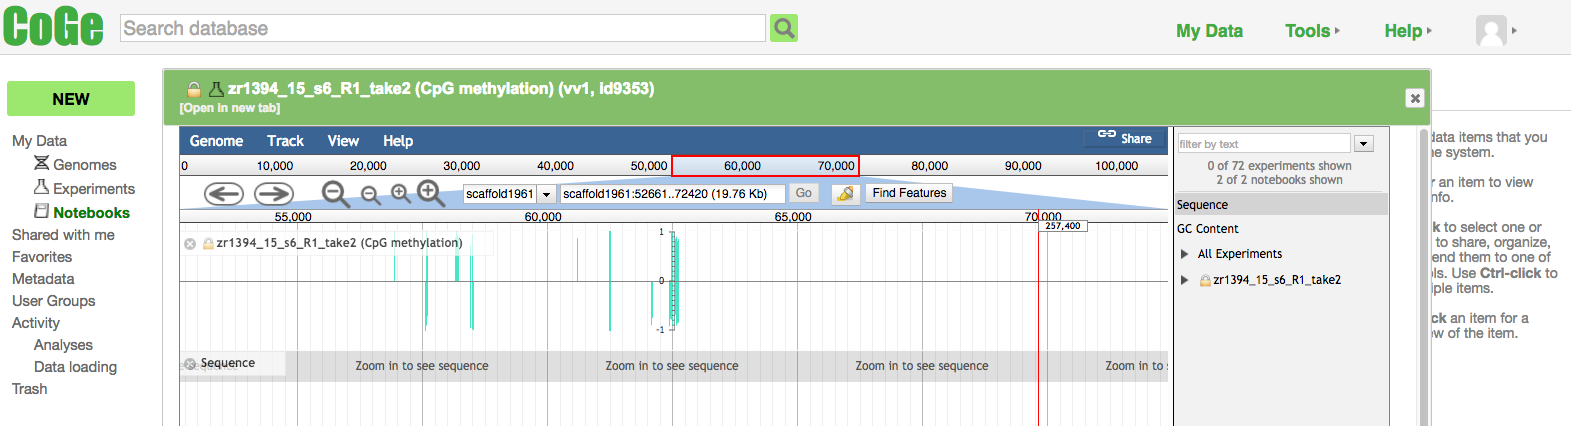 CoGe
Search database
My Data
Tools
Help
NEW
My Data
Genomes
Experiments
Notebooks
Shared with me
Favorites
Metadata
User Groups
Activity
Analyses
Data loading
Trash
zr1394_15_s6_R1_take2 (CpG methylation) (vv1, id9353)
[Open in new tab]
Genome Track View Help Share
0 10,000 20,000 30,000 40,000 50,000 60,000 70,000 80,000 90,000 100,000
scaffold1961 scaffold1961:52661..72420 (19.76 Kb) Go Find Features
55,000 60,000 65,000 70,000
257,400
zr1394_15_s6_R1_take2 (CpG methylation)
1
0
-1
Sequence
Zoom in to see sequence Zoom in to see sequence Zoom in to see sequence Zoom in to s
filter by text
0 of 72 experiments shown
2 of 2 notebooks shown
Sequence
GC Content
All Experiments
zr1394_15_s6_R1_take2
data items that you
e system.
r an item to view
nfo.
k to select one or
to share, organize,
end them to one of
ls. Use Ctrl-click to
iple items.
ck an item for a
w of the item.